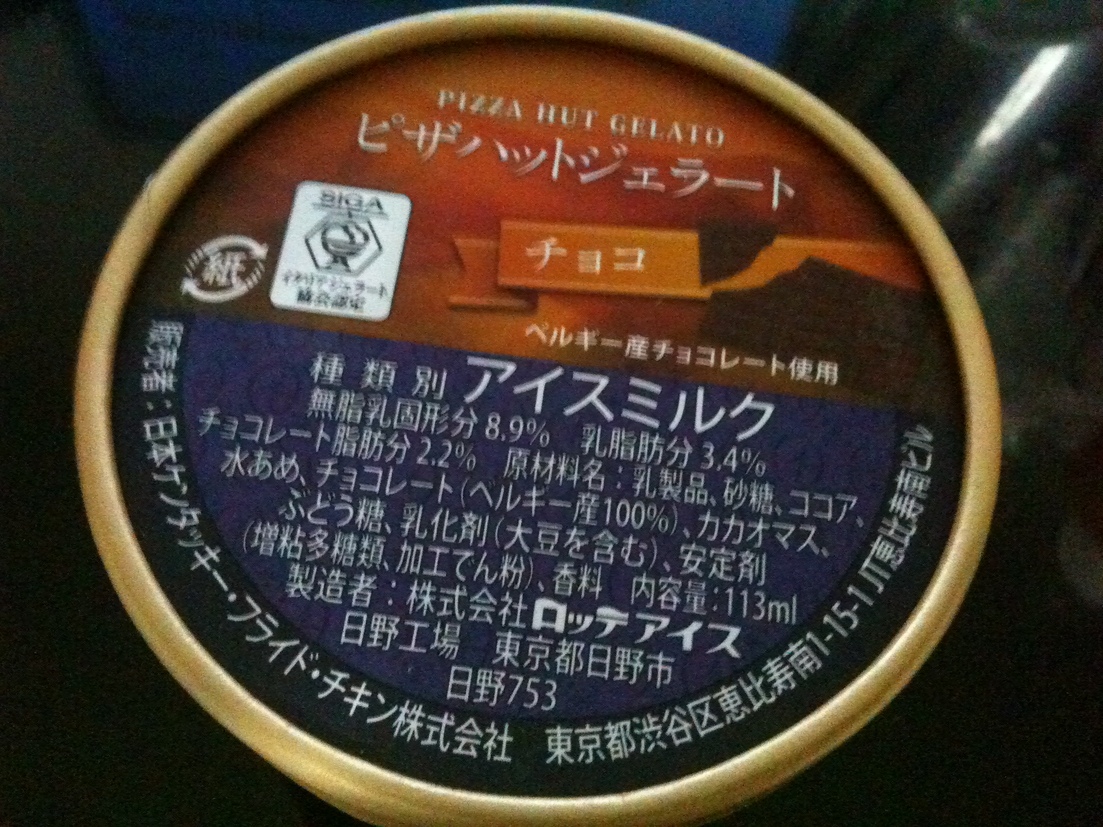 PIZZA HUT GELATO
ピザハットジェラート
SIGA
イタリアジェラート
協会認定
紙
チョコ
ベルギー産チョコレート使用
種類別 アイスミルク
無脂乳固形分 8.9% 乳脂肪分 3.4%
チョコレート脂肪分 2.2% 原材料名：乳製品、砂糖、ココア、
水あめ、チョコレート(ベルギー産100%)、カカオマス、
ぶどう糖、乳化剤(大豆を含む)、安定剤
(増粘多糖類、加工でん粉)、香料 内容量：113ml
製造者：株式会社ロッテアイス
日野工場 東京都日野市
日野753
販売者：日本ケンタッキー・フライド・チキン株式会社 東京都渋谷区恵比寿南1-15-1 JT恵比寿南ビル